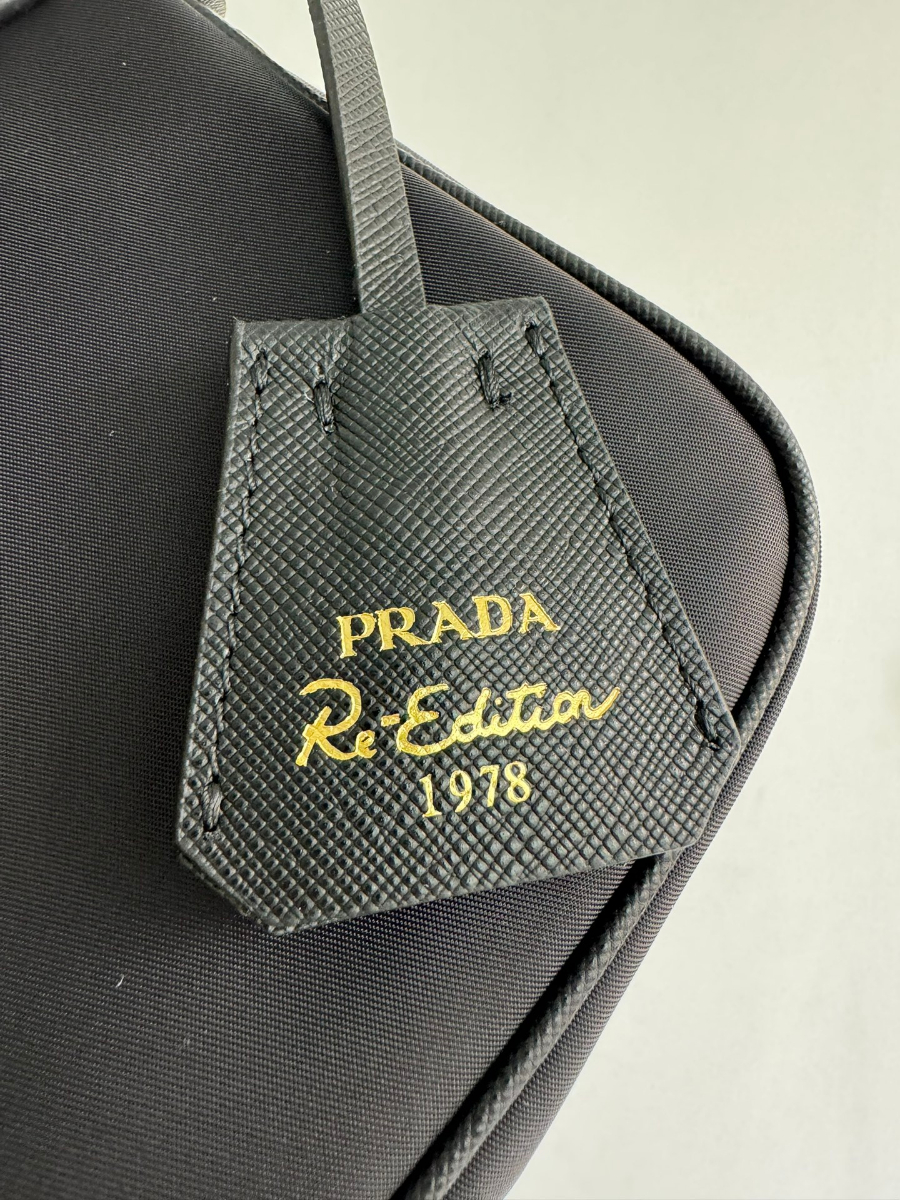 PRADA
Re-Edition
1978